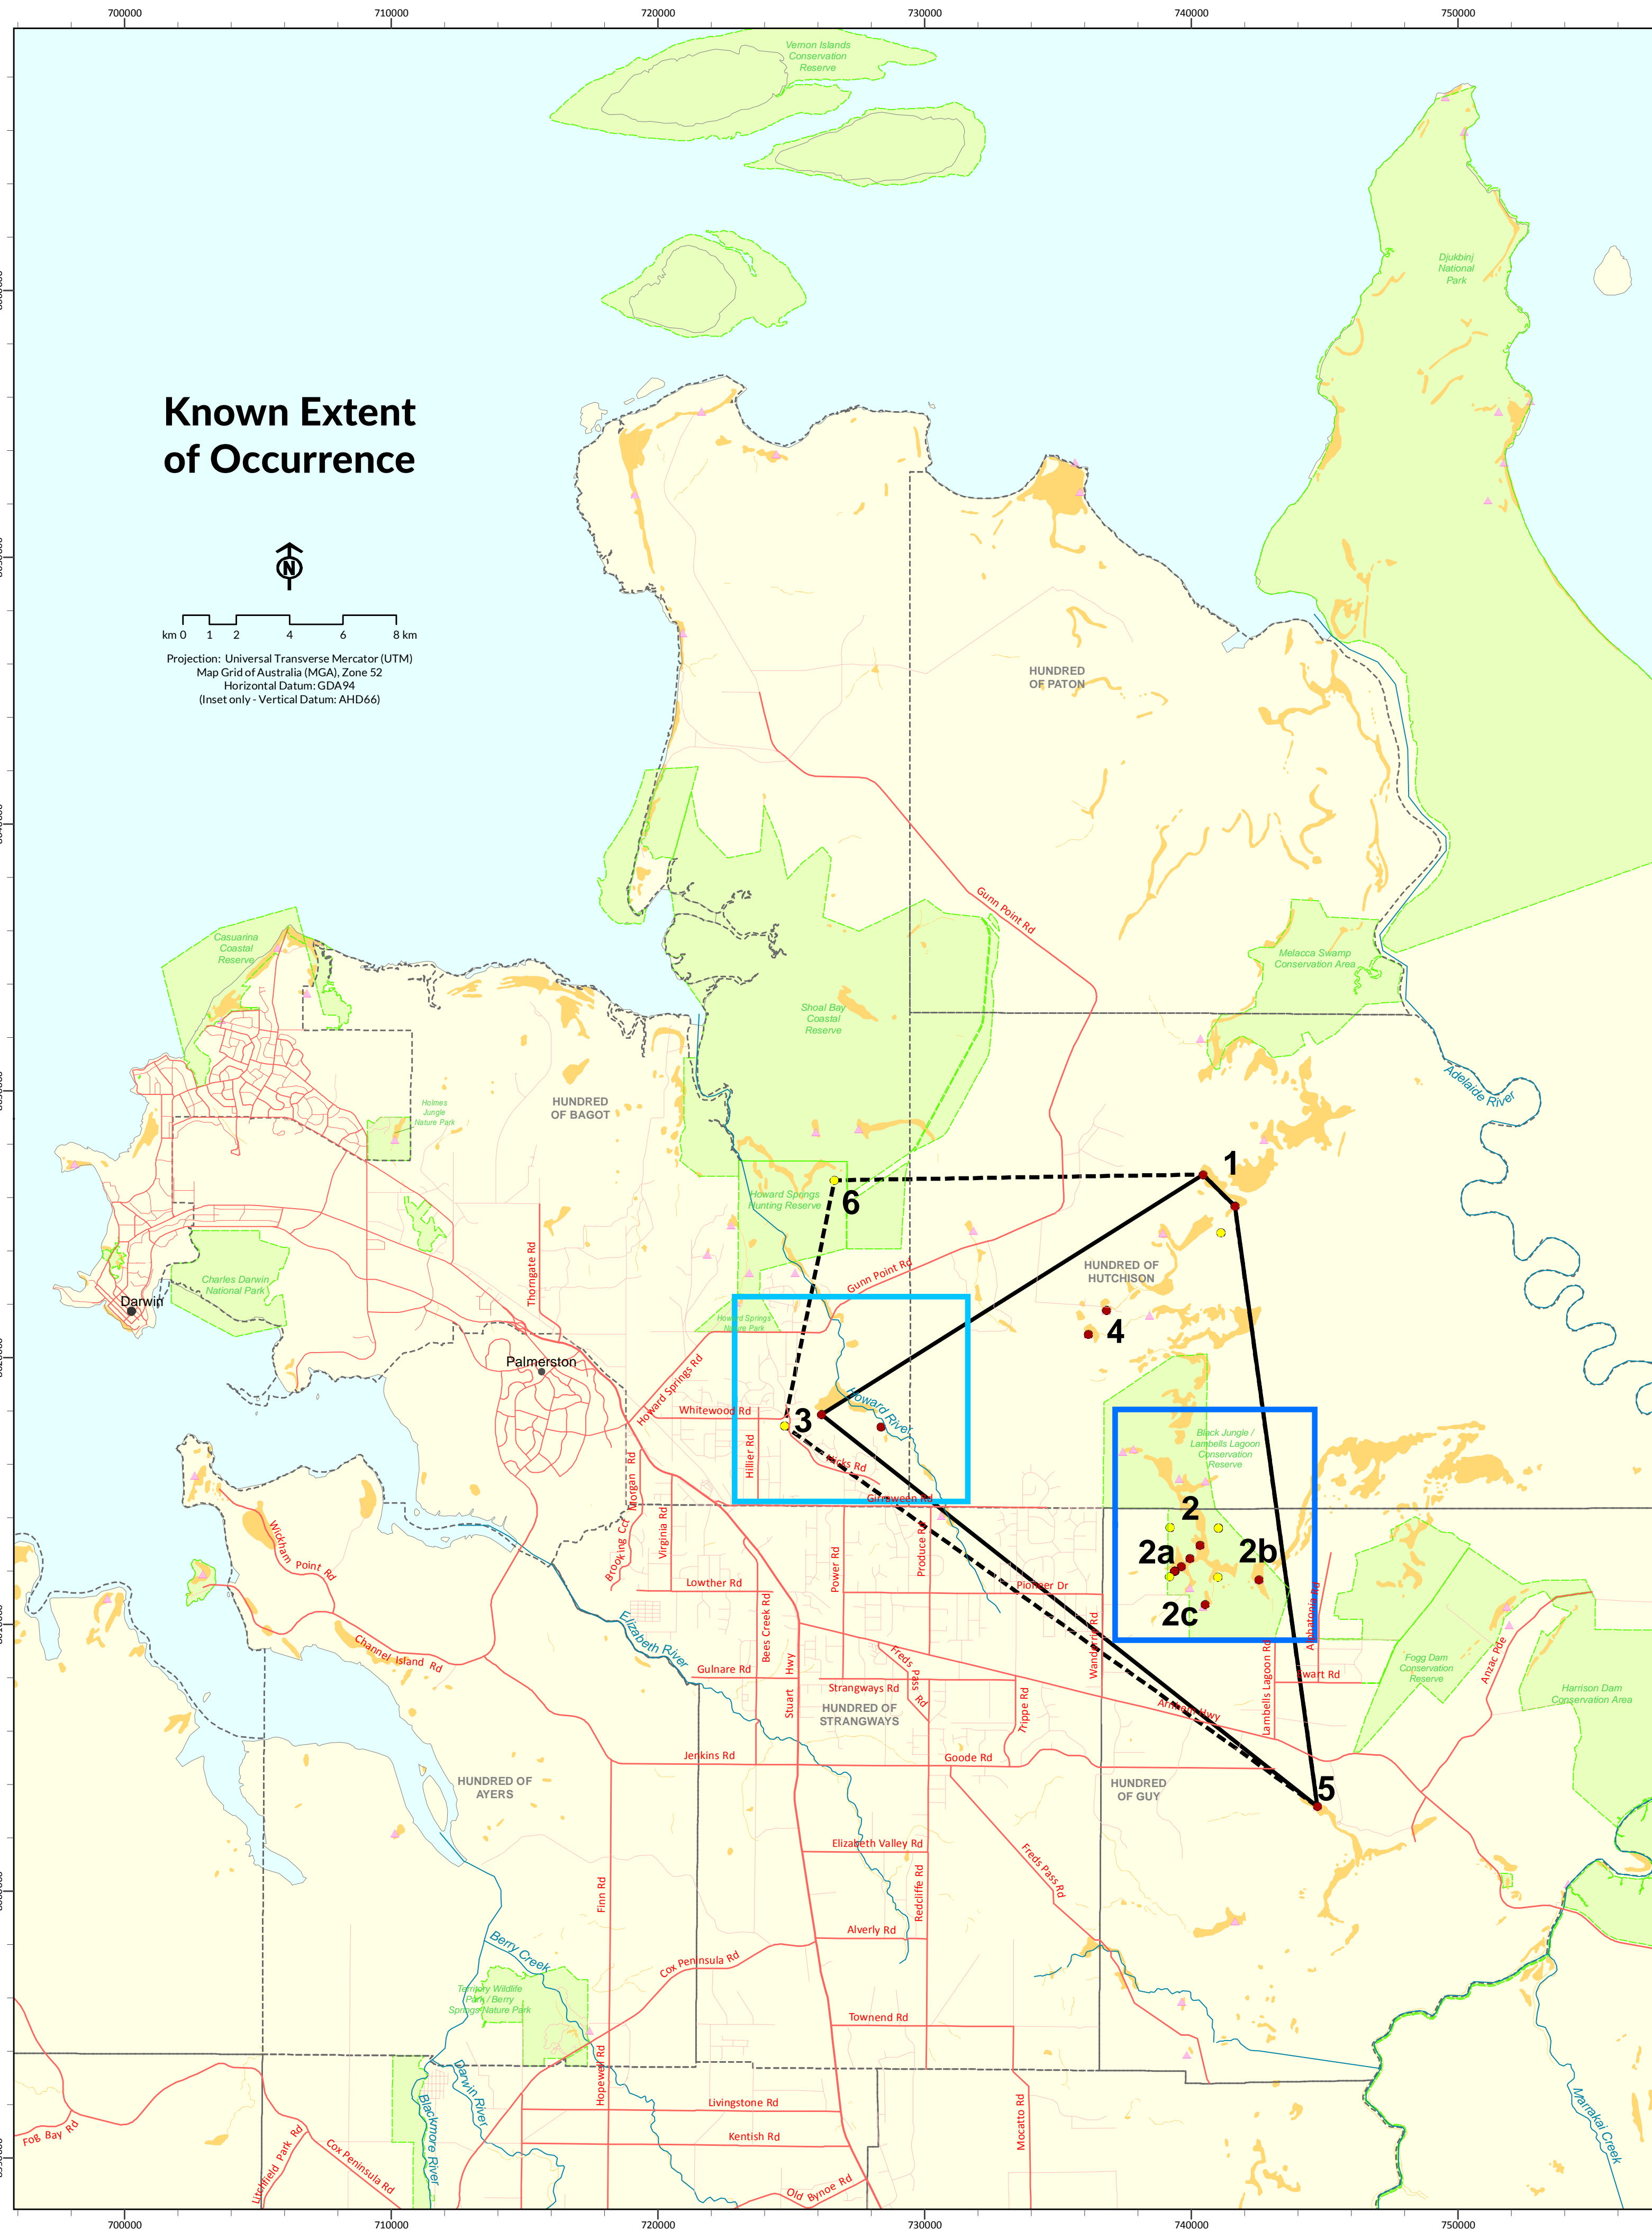 700000 710000 720000 730000 740000 750000
Vernon Islands
Conservation
Reserve
Djukbinj
National
Park
Known Extent
of Occurrence
N
km 0 1 2 4 6 8 km
Projection: Universal Transverse Mercator (UTM)
Map Grid of Australia (MGA), Zone 52
Horizontal Datum: GDA94
(Inset only - Vertical Datum: AHD66)
HUNDRED
OF PATON
Gunn Point Rd
Casuarina
Coastal
Reserve
Melacca Swamp
Conservation Area
Shoal Bay
Coastal
Reserve
Adelaide River
HUNDRED
OF BAGOT
Holmes
Jungle
Nature Park
1
Howard Springs
Hunting Reserve
6
Thorngate Rd
Gunn Point Rd
HUNDRED OF
HUTCHISON
Charles Darwin
National Park
Darwin
Howard Springs
Nature Park
4
Palmerston
Howard Springs Rd
Whitewood Rd
3
Howard River
Hillier Rd
Hicks Rd
Black Jungle /
Lambells Lagoon
Conservation
Reserve
Morgan Rd
Girraween Rd
2
2a
2b
2c
Wickham
Point Rd
Brooking Cct
Virginia Rd
Power Rd
Produce Rd
Lowther Rd
Pioneer Dr
Bees Creek Rd
Elizabeth River
Channel Island Rd
Gulnare Rd
Stuart Hwy
Strangways Rd
Freds
Pass
Rd
Trippe Rd
Arnhem Hwy
Lambells Lagoon Rd
Ewart Rd
Anzac Pde
Fogg Dam
Conservation
Reserve
Harrison Dam
Conservation Area
HUNDRED OF
STRANGWAYS
Jenkins Rd
Goode Rd
HUNDRED OF
AYERS
HUNDRED
OF GUY
5
Elizabeth Valley Rd
Finn Rd
Redcliffe Rd
Freds Pass Rd
Alverly Rd
Berry Creek
Cox Peninsula Rd
Territory Wildlife
Park / Berry
Springs Nature Park
Townend Rd
Hopewell Rd
Darwin River
Blackmore River
Livingstone Rd
Mocatto Rd
Kentish Rd
Fog Bay Rd
Litchfield Park Rd
Cox Peninsula Rd
Old Bynoe Rd
Marrakai Creek
700000 710000 720000 730000 740000 750000